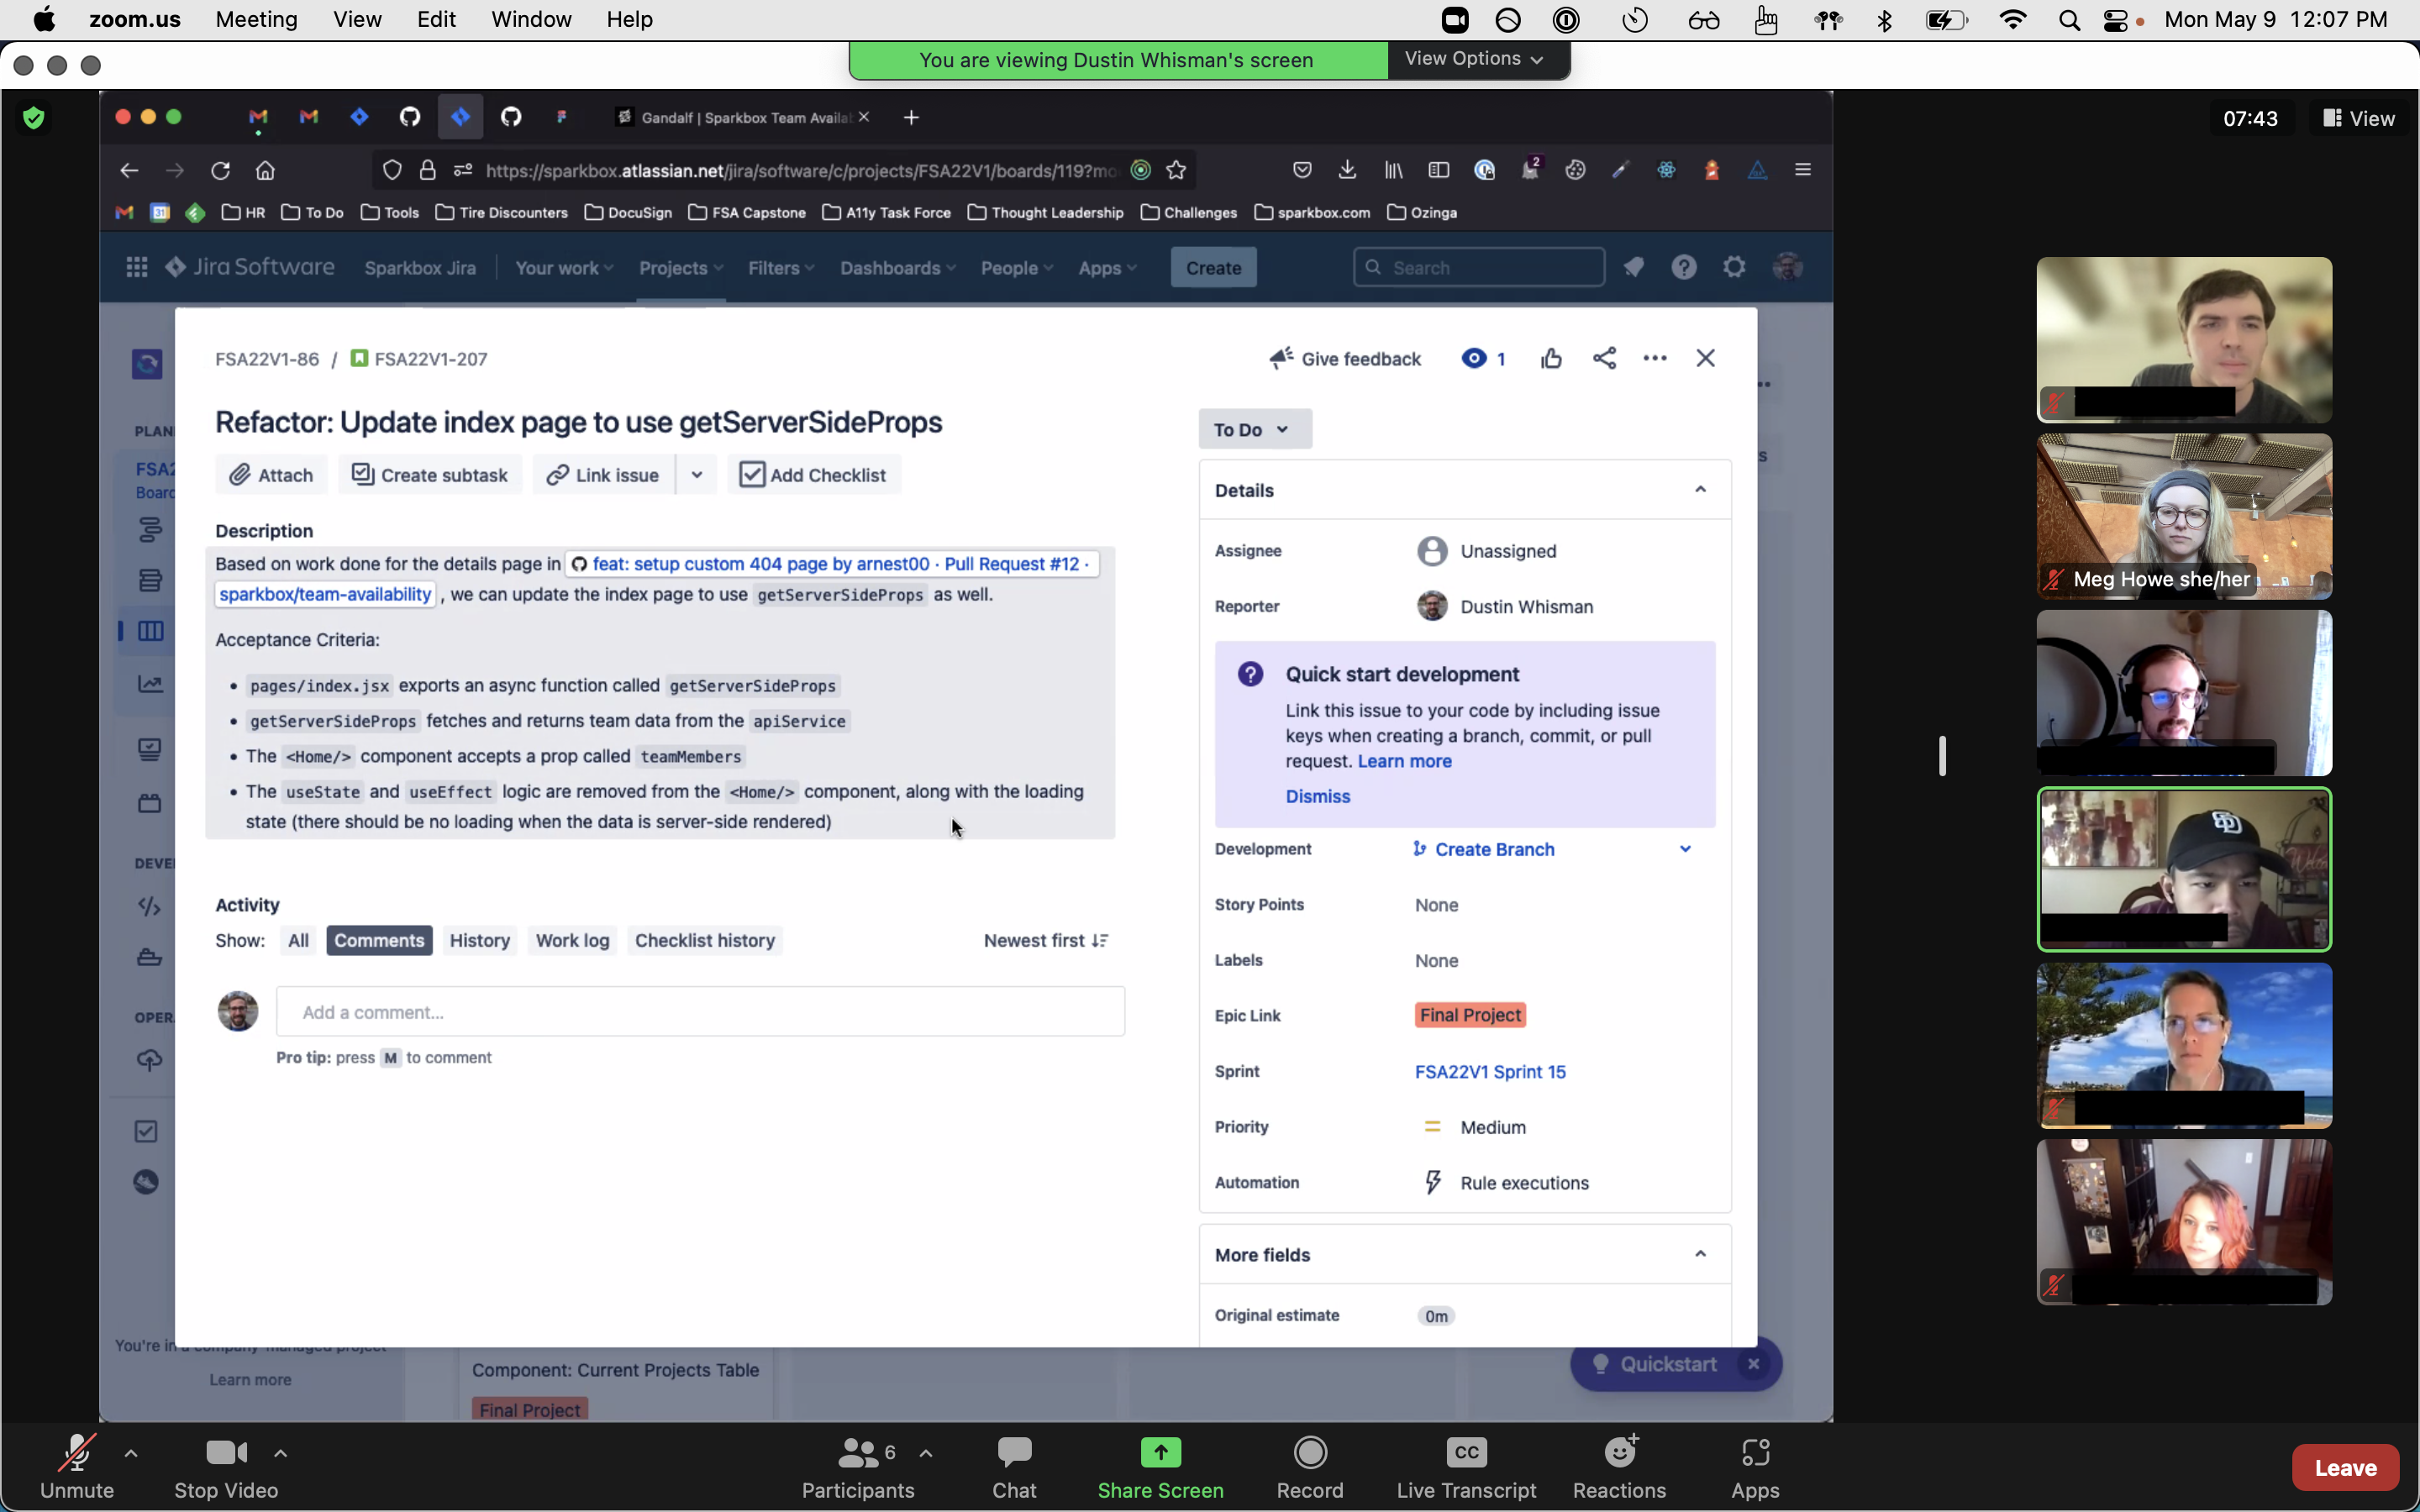 zoom.us Meeting View Edit Window Help Mon May 9 12:07 PM
You are viewing Dustin Whisman's screen View Options
Gandalf | Sparkbox Team Availa
07:43 View
https://sparkbox.atlassian.net/jira/software/c/projects/FSA22V1/boards/119?mo 2
31 HR To Do Tools Tire Discounters DocuSign FSA Capstone A11y Task Force Thought Leadership Challenges sparkbox.com Ozinga
Jira Software Sparkbox Jira Your work Projects Filters Dashboards People Apps Create Search
FSA22V1-86 / FSA22V1-207 Give feedback 1
Refactor: Update index page to use getServerSideProps
To Do
PLAN
FSA2
Board
Attach Create subtask Link issue Add Checklist
s
Description
Based on work done for the details page in feat: setup custom 404 page by arnest00 · Pull Request #12 ·
sparkbox/team-availability , we can update the index page to use getServerSideProps as well.
Acceptance Criteria:
• pages/index.jsx exports an async function called getServerSideProps
• getServerSideProps fetches and returns team data from the apiService
• The <Home/> component accepts a prop called teamMembers
• The useState and useEffect logic are removed from the <Home/> component, along with the loading
state (there should be no loading when the data is server-side rendered)
DEVE
OPER
Activity
Show: All Comments History Work log Checklist history Newest first
Add a comment...
Pro tip: press M to comment
Details
Assignee Unassigned
Reporter Dustin Whisman
Quick start development
Link this issue to your code by including issue
keys when creating a branch, commit, or pull
request. Learn more
Dismiss
Development Create Branch
Story Points None
Labels None
Epic Link Final Project
Sprint FSA22V1 Sprint 15
Priority Medium
Automation Rule executions
More fields
Original estimate 0m
You're in a company-managed project
Learn more
Component: Current Projects Table
Final Project
Quickstart
Meg Howe she/her
SD
Unmute Stop Video Participants 6 Chat Share Screen Record CC Live Transcript Reactions Apps Leave